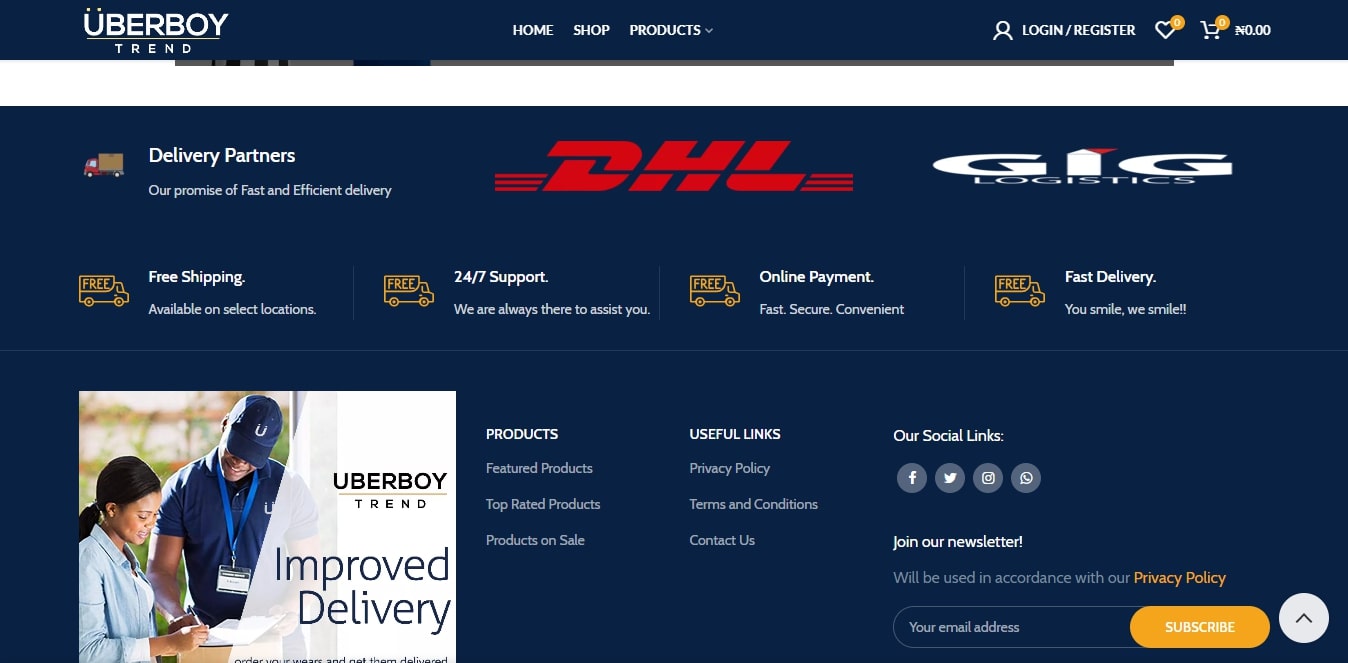 ÜBERBOY
TREND
HOME
SHOP
PRODUCTS
LOGIN / REGISTER
0
0
₦0.00
Delivery Partners
Our promise of Fast and Efficient delivery
DHL
GIG
LOGISTICS
FREE
Free Shipping.
Available on select locations.
FREE
24/7 Support.
We are always there to assist you.
FREE
Online Payment.
Fast. Secure. Convenient
FREE
Fast Delivery.
You smile, we smile!!
Ü
Ü
UBERBOY
TREND
Improved
Delivery
order your wears and get them delivered
PRODUCTS
Featured Products
Top Rated Products
Products on Sale
USEFUL LINKS
Privacy Policy
Terms and Conditions
Contact Us
Our Social Links:
Join our newsletter!
Will be used in accordance with our Privacy Policy
Your email address
SUBSCRIBE